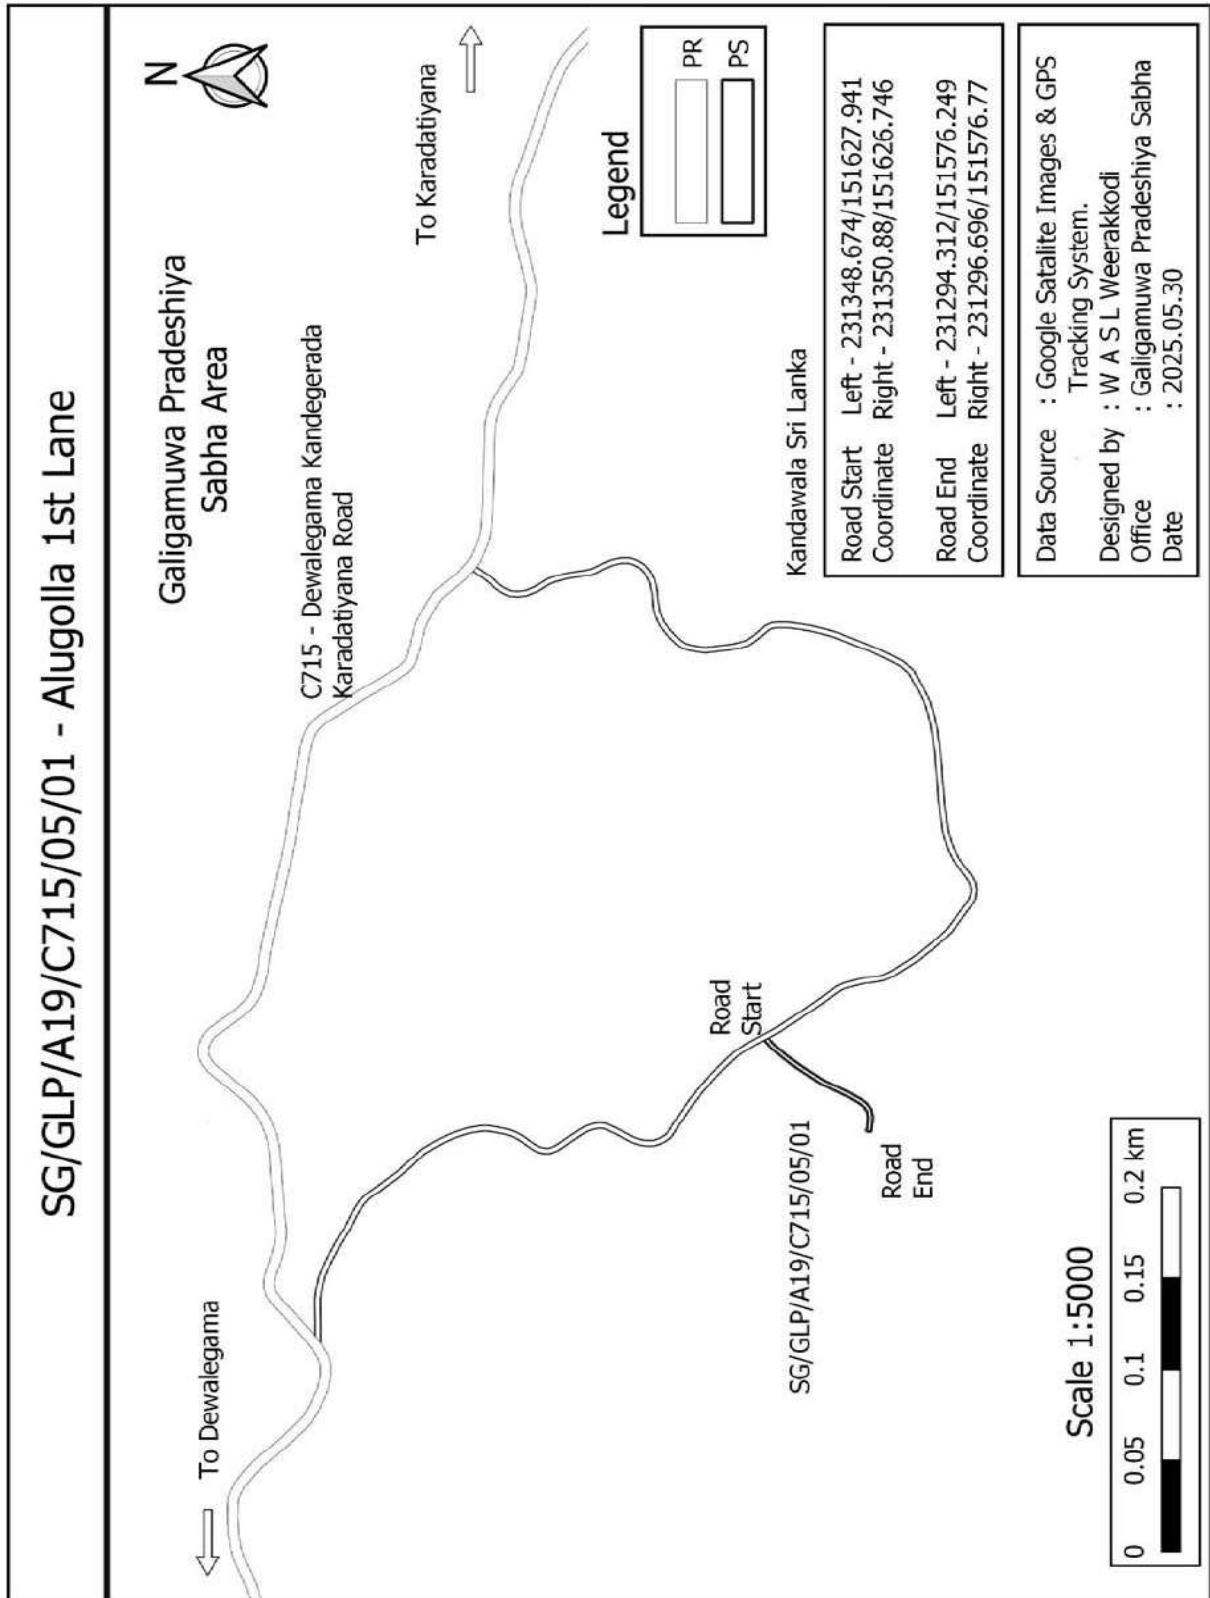 SG/GLP/A19/C715/05/01 - Alugolla 1st Lane
N
Galigamuwa Pradeshiya
Sabha Area
C715 - Dewalegama Kandegerada
Karadatiyana Road
To Karadatiyana
To Dewalegama
Legend
PR
PS
Road
Start
SG/GLP/A19/C715/05/01
Road
End
Kandawala Sri Lanka
Road Start Left - 231348.674/151627.941
Coordinate Right - 231350.88/151626.746
Road End Left - 231294.312/151576.249
Coordinate Right - 231296.696/151576.77
Data Source : Google Satalite Images & GPS
Tracking System.
Designed by : W A S L Weerakkodi
Office : Galigamuwa Pradeshiya Sabha
Date : 2025.05.30
Scale 1:5000
0 0.05 0.1 0.15 0.2 km